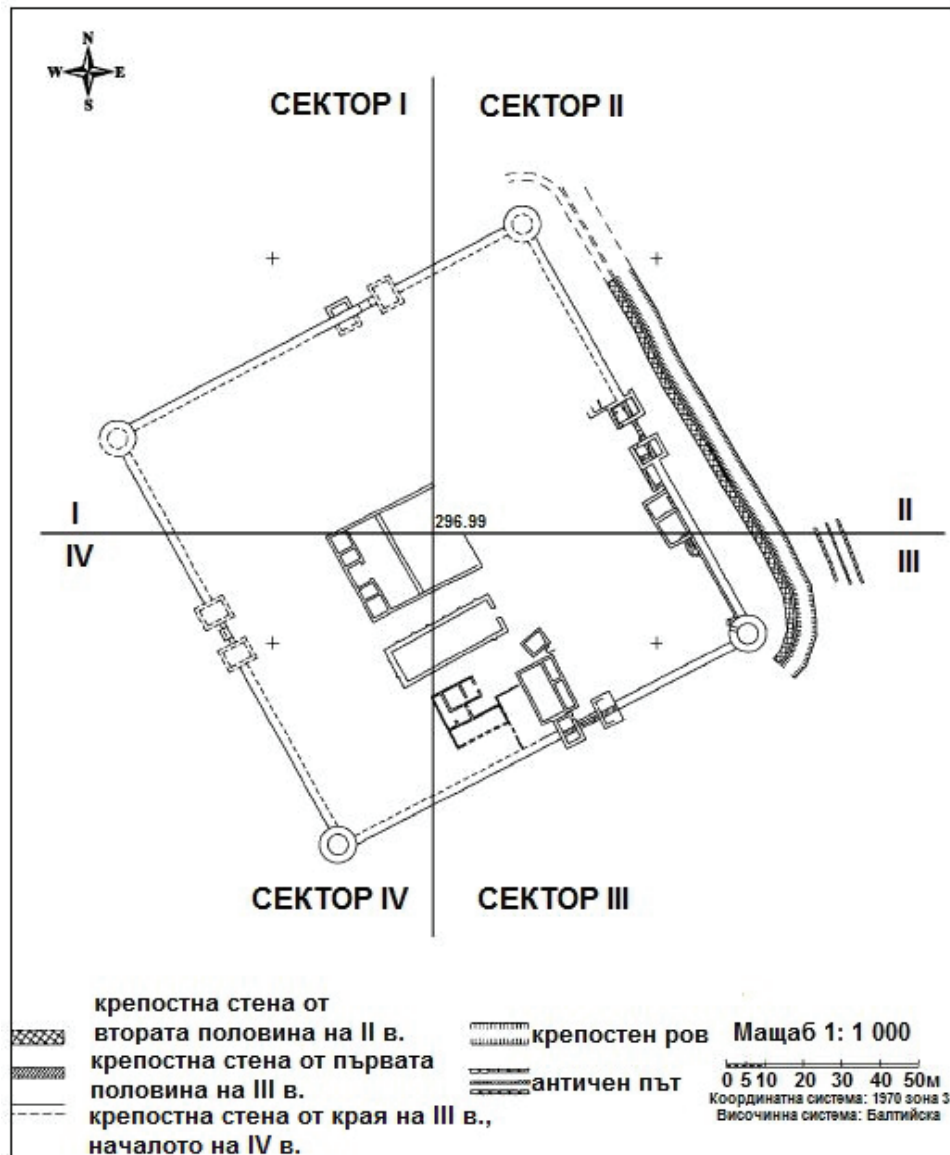 N
W E
S
СЕКТОР I СЕКТОР II
296.99
I II
IV III
СЕКТОР IV СЕКТОР III
крепостна стена от
втората половина на II в.
крепостна стена от първата
половина на III в.
крепостна стена от края на III в.,
началото на IV в.
крепостен ров
античен път
Мащаб 1: 1 000
0 5 10 20 30 40 50м
Координатна система: 1970 зона 3
Височинна система: Балтийска